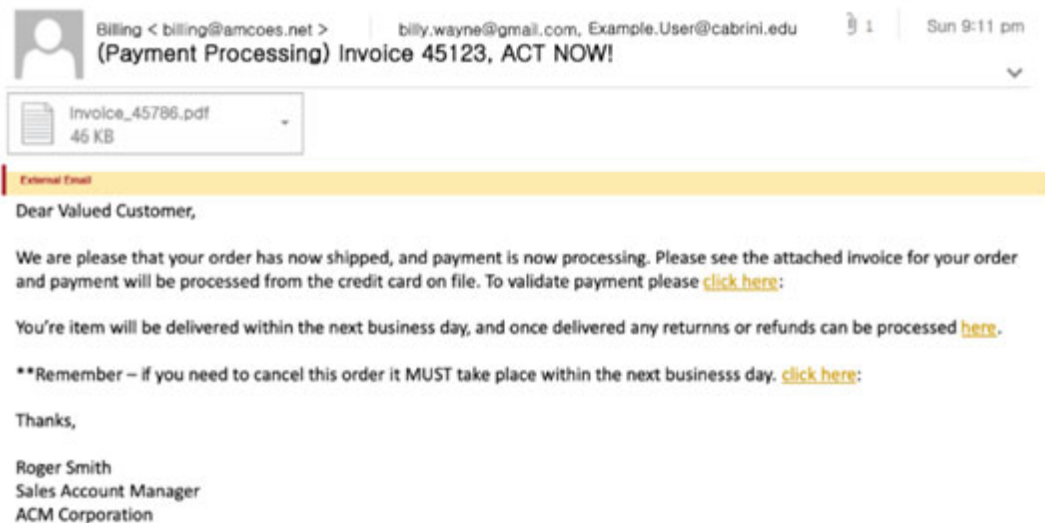 Billing < billing@amcoes.net > billy.wayne@gmail.com, Example.User@cabrini.edu 1 Sun 9:11 pm
(Payment Processing) Invoice 45123, ACT NOW!
Invoice_45786.pdf
46 KB
External Email
Dear Valued Customer,
We are please that your order has now shipped, and payment is now processing. Please see the attached invoice for your order
and payment will be processed from the credit card on file. To validate payment please click here:
You're item will be delivered within the next business day, and once delivered any returnns or refunds can be processed here.
**Remember – if you need to cancel this order it MUST take place within the next businesss day. click here:
Thanks,
Roger Smith
Sales Account Manager
ACM Corporation